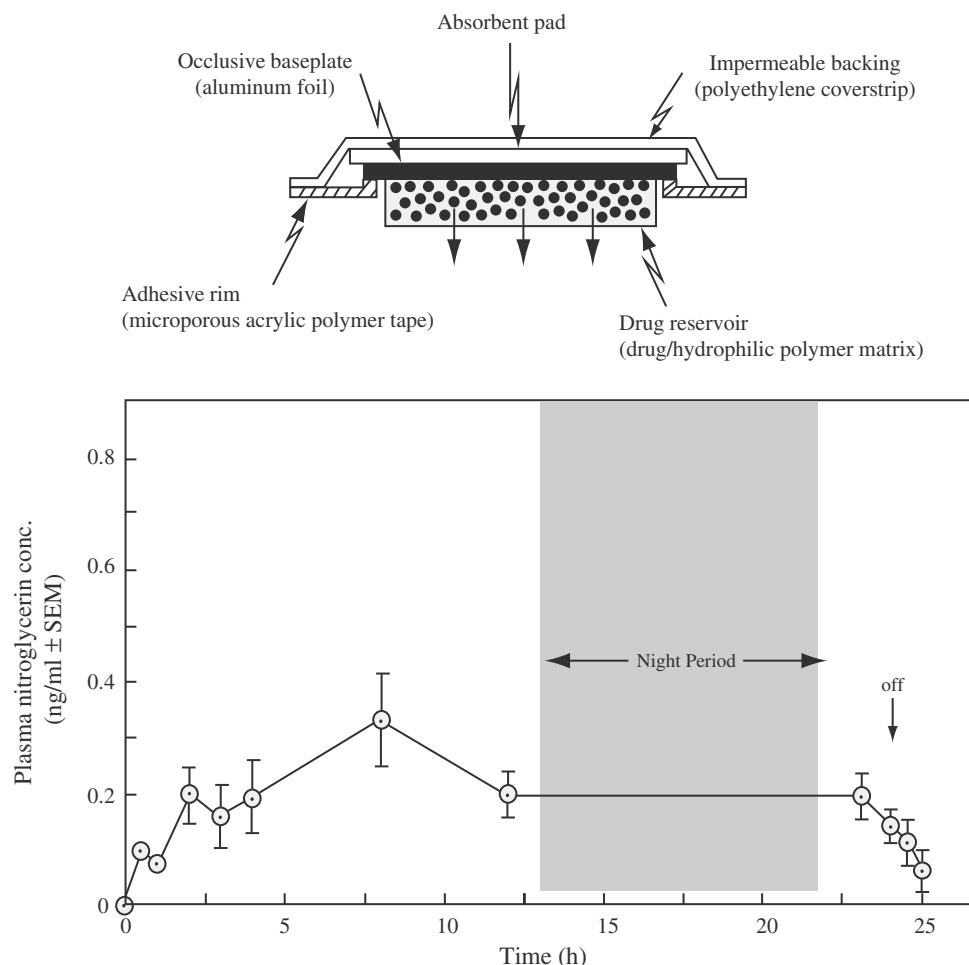 Absorbent pad
Occlusive baseplate
(aluminum foil)
Impermeable backing
(polyethylene coverstrip)
Adhesive rim
(microporous acrylic polymer tape)
Drug reservoir
(drug/hydrophilic polymer matrix)
Plasma nitroglycerin conc.
(ng/ml ± SEM)
0.8
0.6
0.4
0.2
0
Night Period
off
0 5 10 15 20 25
Time (h)